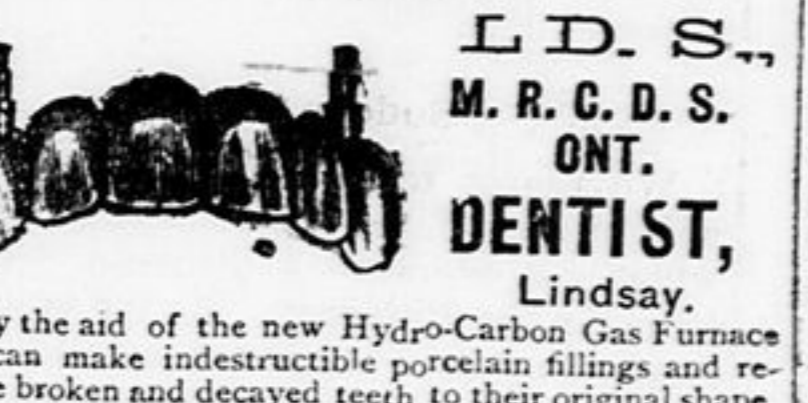 L. D. S.,
M. R. C. D. S.
ONT.
DENTIST,
Lindsay.
y the aid of the new Hydro-Carbon Gas Furnace
can make indestructible porcelain fillings and re-
e broken and decayed teeth to their original shape